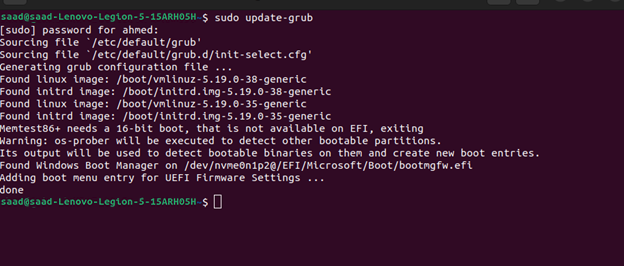 saad@saad-Lenovo-Legion-5-15ARH05H:~$ sudo update-grub
[sudo] password for ahmed:
Sourcing file `/etc/default/grub'
Sourcing file `/etc/default/grub.d/init-select.cfg'
Generating grub configuration file ...
Found linux image: /boot/vmlinuz-5.19.0-38-generic
Found initrd image: /boot/initrd.img-5.19.0-38-generic
Found linux image: /boot/vmlinuz-5.19.0-35-generic
Found initrd image: /boot/initrd.img-5.19.0-35-generic
Memtest86+ needs a 16-bit boot, that is not available on EFI, exiting
Warning: os-prober will be executed to detect other bootable partitions.
Its output will be used to detect bootable binaries on them and create new boot entries.
Found Windows Boot Manager on /dev/nvme0n1p2@/EFI/Microsoft/Boot/bootmgfw.efi
Adding boot menu entry for UEFI Firmware Settings ...
done
saad@saad-Lenovo-Legion-5-15ARH05H:~$